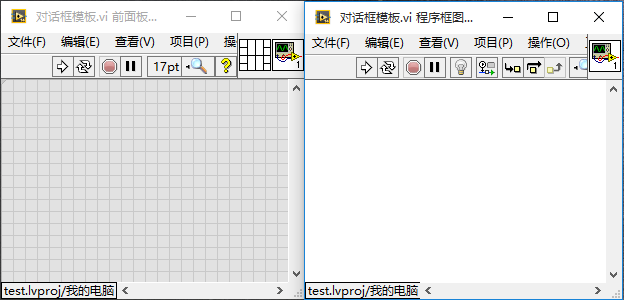 对话框模板.vi 前面板...
文件(F) 编辑(E) 查看(V) 项目(P) 操
17pt
?
1
test.lvproj/我的电脑
对话框模板.vi 程序框图...
文件(F) 编辑(E) 查看(V) 项目(P) 操作(O)
1
test.lvproj/我的电脑